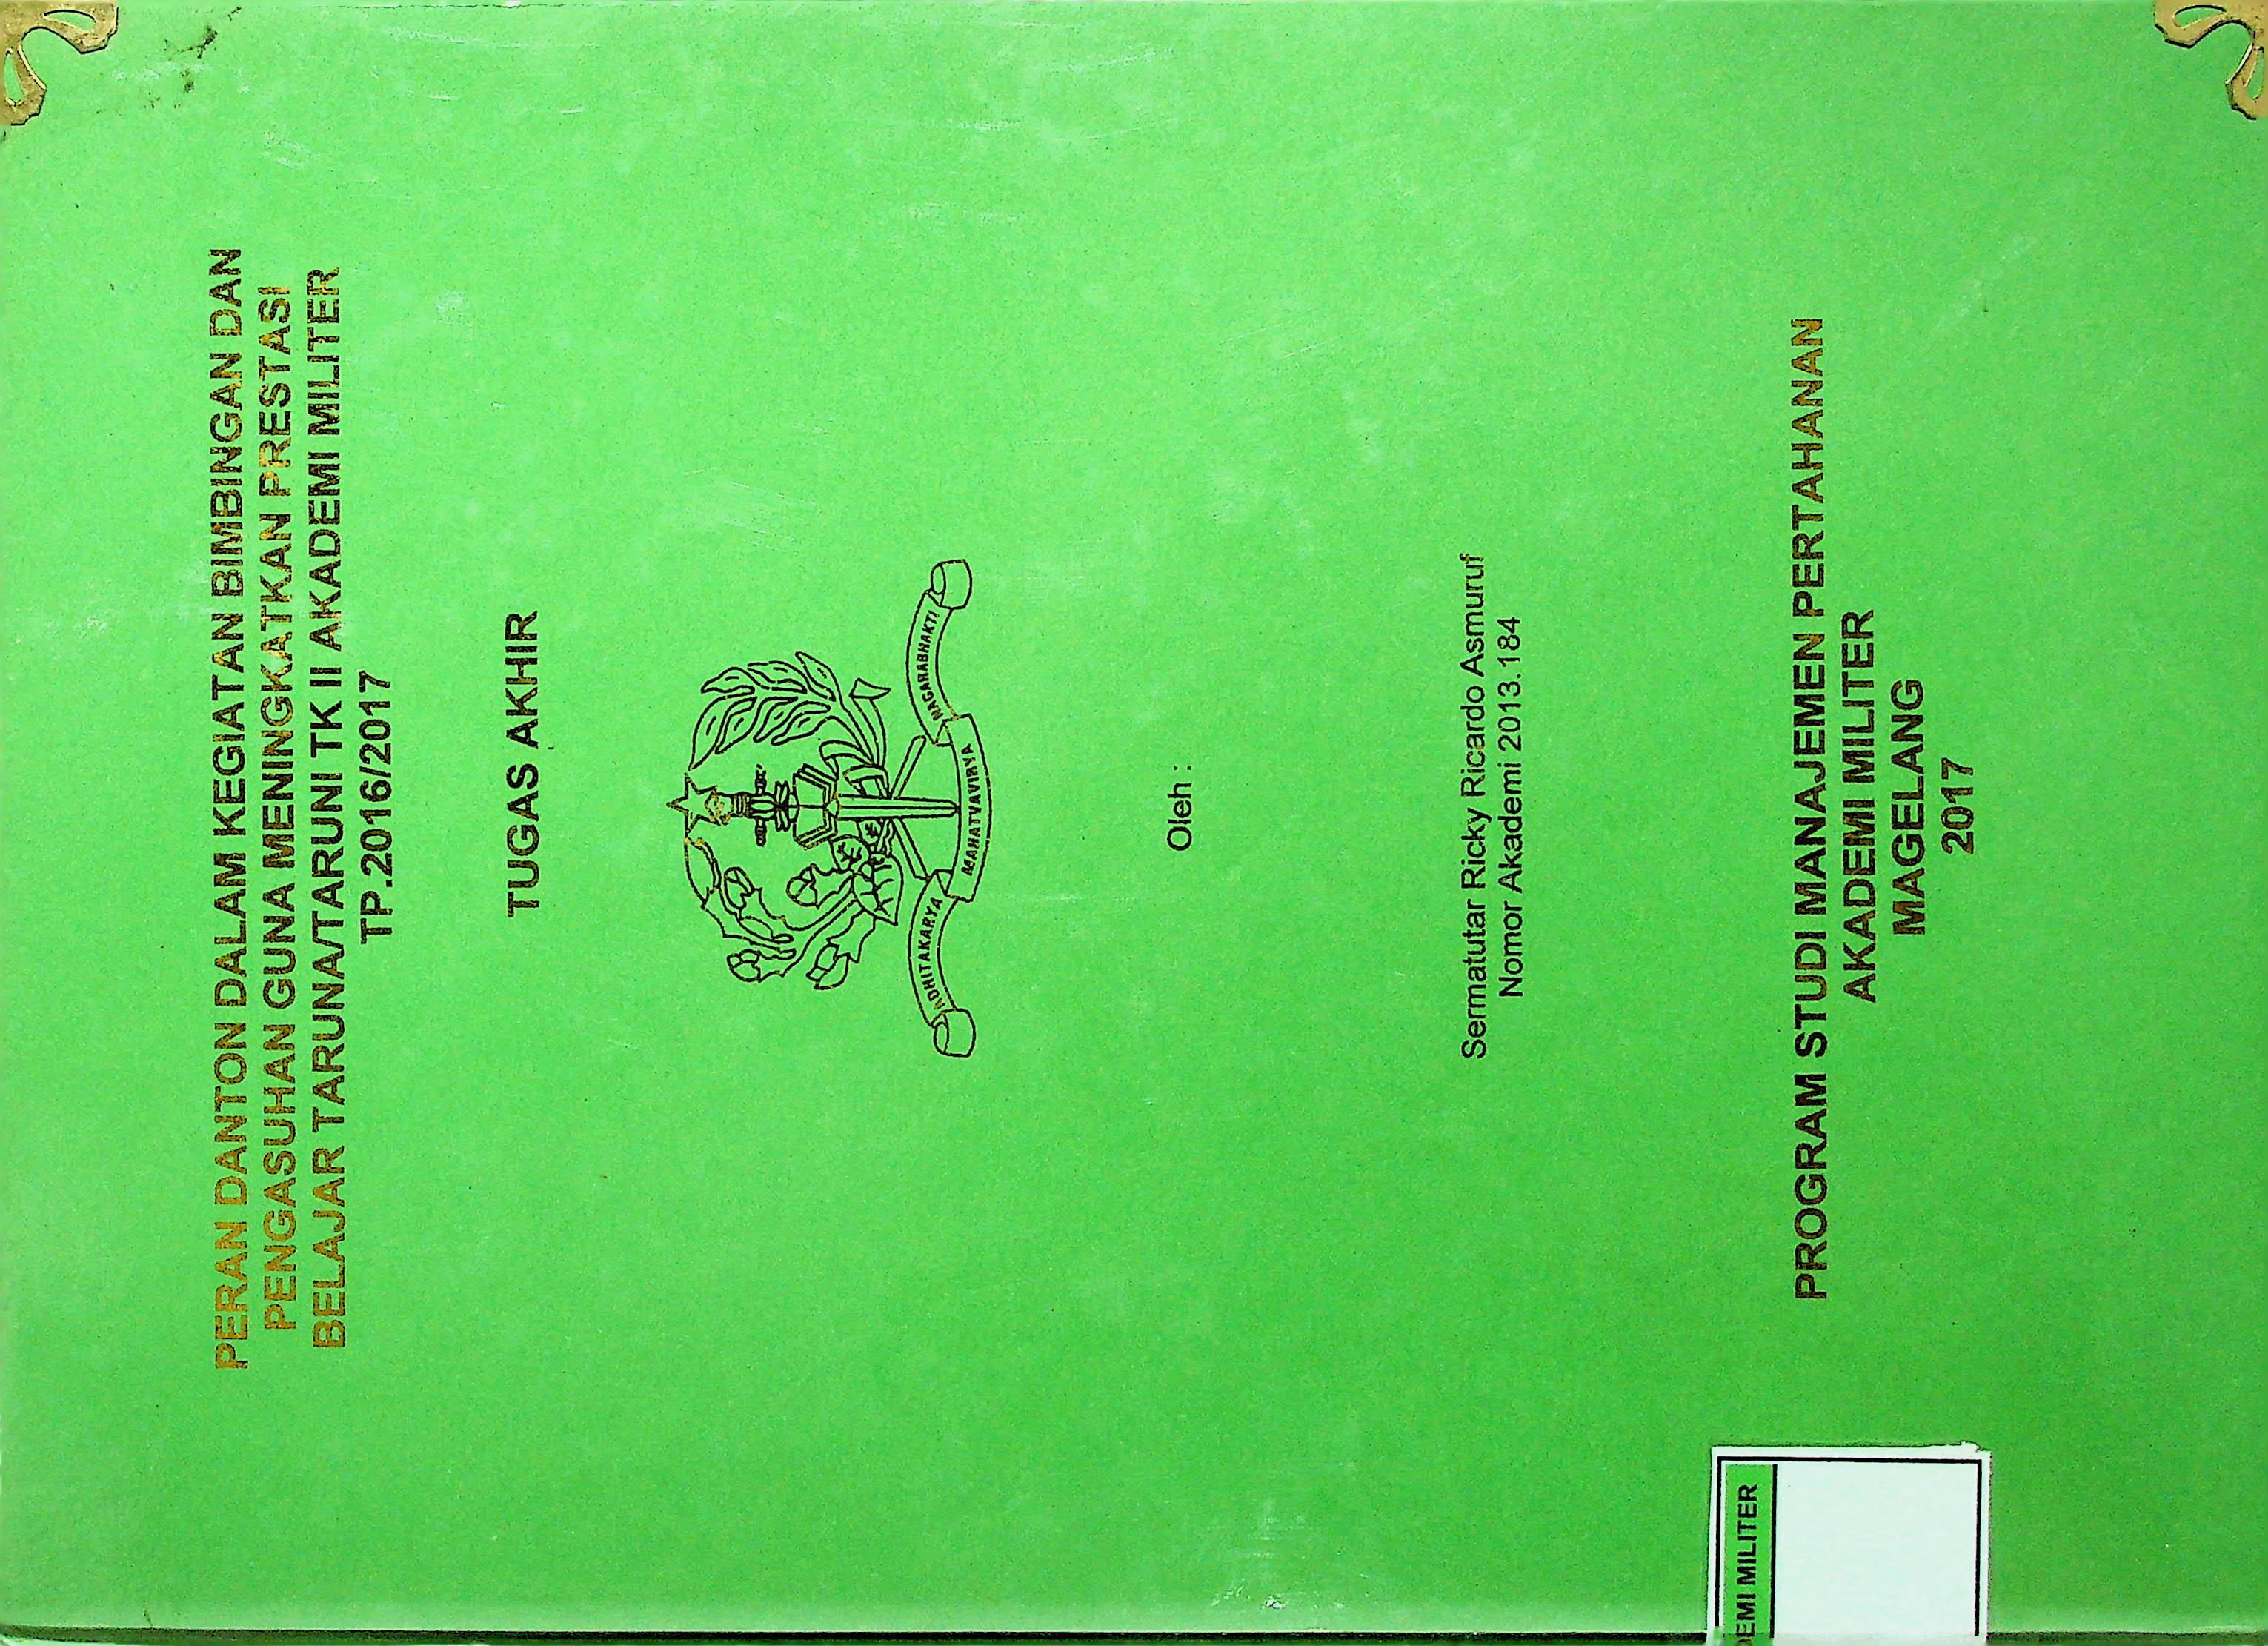 PERAN DANTON DALAM KEGIATAN BIMBINGAN DAN
PENGASUHAN GUNA MENINGKATKAN PRESTASI
BELAJAR TARUNA/TARUNI TK II AKADEMI MILITER
TP.2016/2017
TUGAS AKHIR
ADHITAKARYA MAHATVAVIRYA NAGARABHAKTI
Oleh :
Sermatutar Ricky Ricardo Asmuruf
Nomor Akademi 2013.184
PROGRAM STUDI MANAJEMEN PERTAHANAN
AKADEMI MILITER
MAGELANG
2017
DEMI MILITER